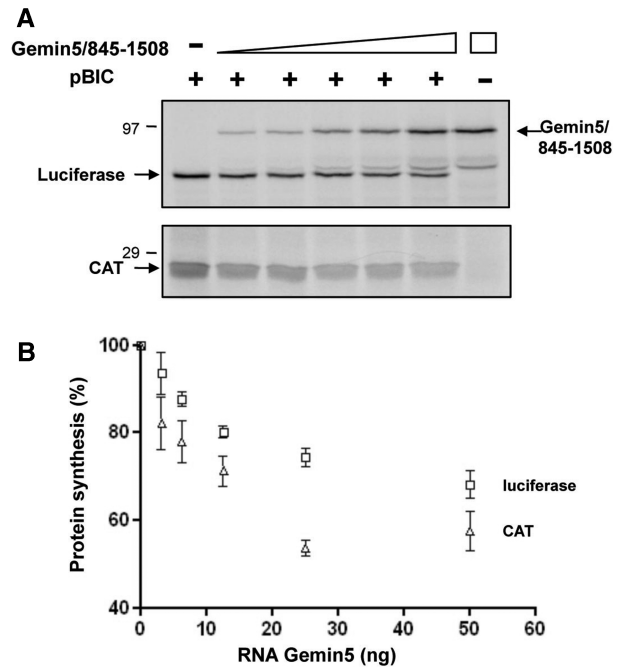 A
Gemin5/845-1508 –
pBIC + + + + + + –
97
Gemin5/
845-1508
Luciferase
29
CAT
B
Protein synthesis (%)
100
80
60
40
luciferase
CAT
0 10 20 30 40 50 60
RNA Gemin5 (ng)